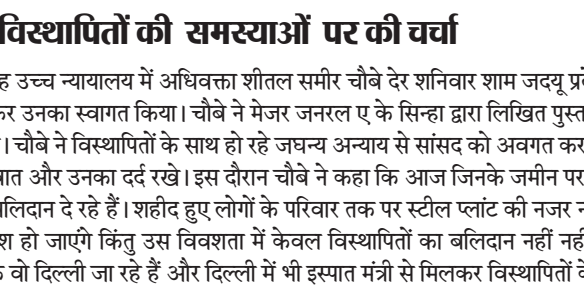 विस्थापितों की समस्याओं पर की चर्चा
ह उच्च न्यायालय में अधिवक्ता शीतल समीर चौबे देर शनिवार शाम जदयू प्रदे
कर उनका स्वागत किया। चौबे ने मेजर जनरल ए के सिन्हा द्वारा लिखित पुस्त
। चौबे ने विस्थापितों के साथ हो रहे जघन्य अन्याय से सांसद को अवगत कर
बात और उनका दर्द रखे। इस दौरान चौबे ने कहा कि आज जिनके जमीन पर
बलिदान दे रहे हैं। शहीद हुए लोगों के परिवार तक पर स्टील प्लांट की नजर न
श हो जाएंगे किंतु उस विवशता में केवल विस्थापितों का बलिदान नहीं नही
वो दिल्ली जा रहे हैं और दिल्ली में भी इस्पात मंत्री से मिलकर विस्थापितों के